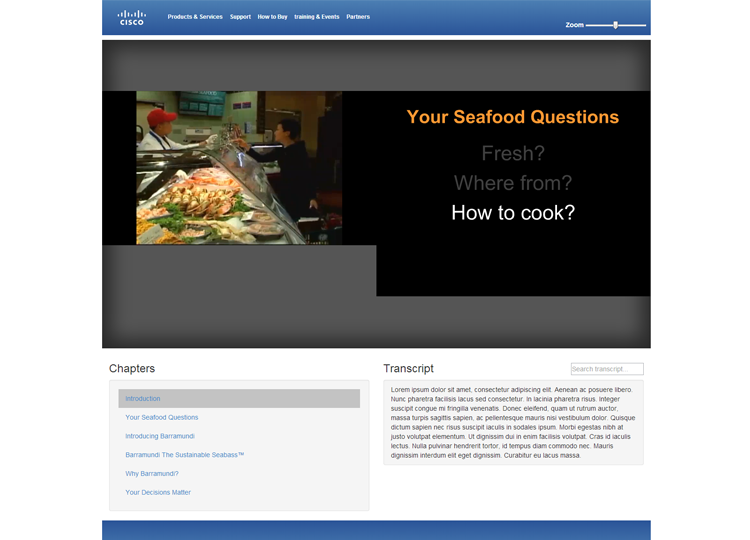 CISCO
Products & Services Support How to Buy training & Events Partners
Zoom
Your Seafood Questions
Fresh?
Where from?
How to cook?
Chapters
Introduction
Your Seafood Questions
Introducing Barramundi
Barramundi The Sustainable Seabass™
Why Barramundi?
Your Decisions Matter
Transcript
Search transcript...
Lorem ipsum dolor sit amet, consectetur adipiscing elit. Aenean ac posuere libero.
Nunc pharetra facilisis lacus sed consectetur. In lacinia pharetra risus. Integer
suscipit congue mi fringilla venenatis. Donec eleifend, quam ut rutrum auctor,
massa turpis sagittis sapien, ac pellentesque mauris nisi vestibulum dolor. Quisque
dictum sapien nec risus suscipit iaculis in sodales ipsum. Morbi egestas nibh at
justo volutpat elementum. Ut dignissim dui in enim facilisis volutpat. Cras id iaculis
lectus. Nulla pulvinar hendrerit tortor, id tempus diam commodo nec. Mauris
dignissim interdum elit eget dignissim. Curabitur eu lacus massa.